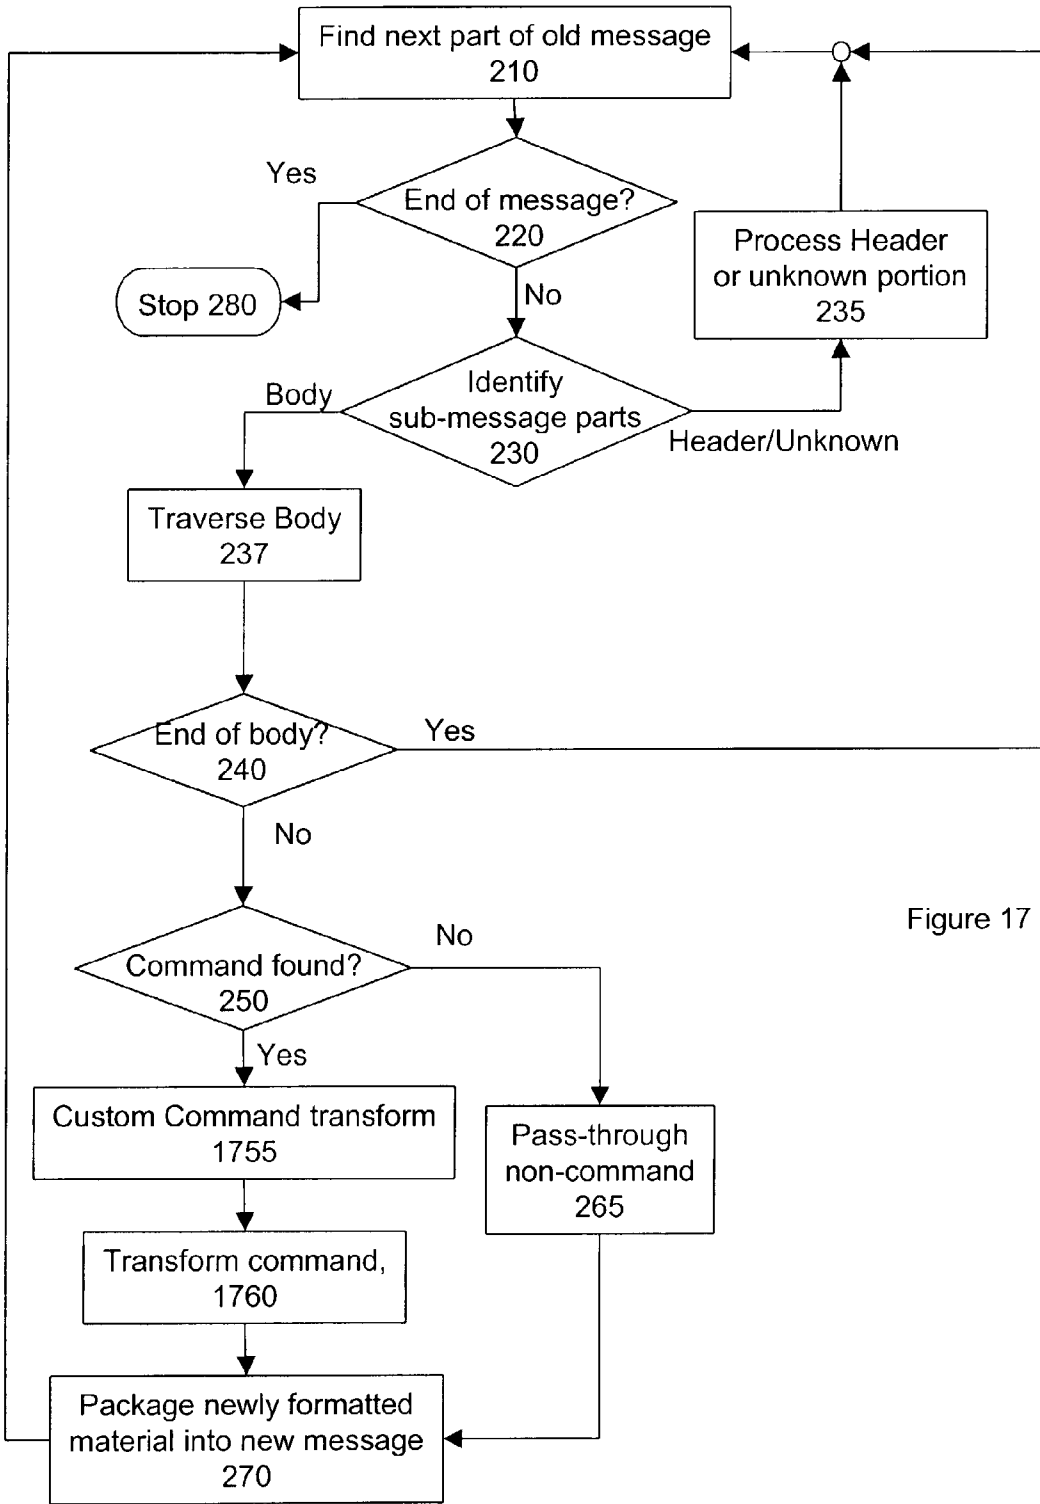 Find next part of old message
210
Yes
End of message?
220
Process Header
or unknown portion
235
Stop 280
No
Identify
sub-message parts
230
Body
Header/Unknown
Traverse Body
237
End of body?
240
Yes
No
Figure 17
Command found?
250
No
Yes
Custom Command transform
1755
Pass-through
non-command
265
Transform command,
1760
Package newly formatted
material into new message
270